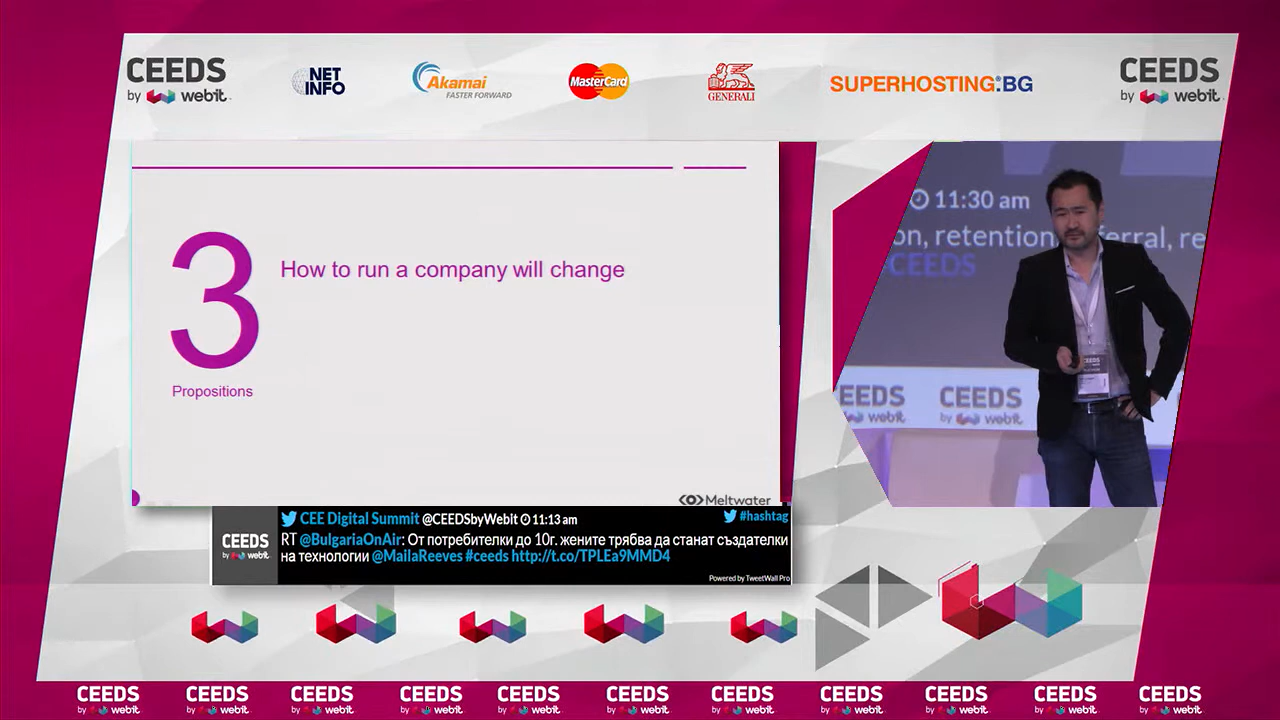 CEEDS
by webit
NET
INFO
Akamai
FASTER FORWARD
MasterCard
GENERALI
SUPERHOSTING.BG
CEEDS
by webit
3
Propositions
How to run a company will change
Meltwater
11:30 am
on, retention, referral, re
CEEDS
CEEDS
by webit
CEEDS
by webit
CEEDS
CEEDS
by webit
CEE Digital Summit @CEEDSbyWebit 11:13 am
#hashtag
RT @BulgariaOnAir: От потребителки до 10г. жените трябва да станат създателки
на технологии @MailaReeves #ceeds http://t.co/TPLEa9MMD4
Powered by TweetWall Pro
CEEDS CEEDS CEEDS CEEDS CEEDS CEEDS CEEDS CEEDS CEEDS CEEDS CEEDS
by webit by webit by webit by webit by webit by webit by webit by webit by webit by webit by webit